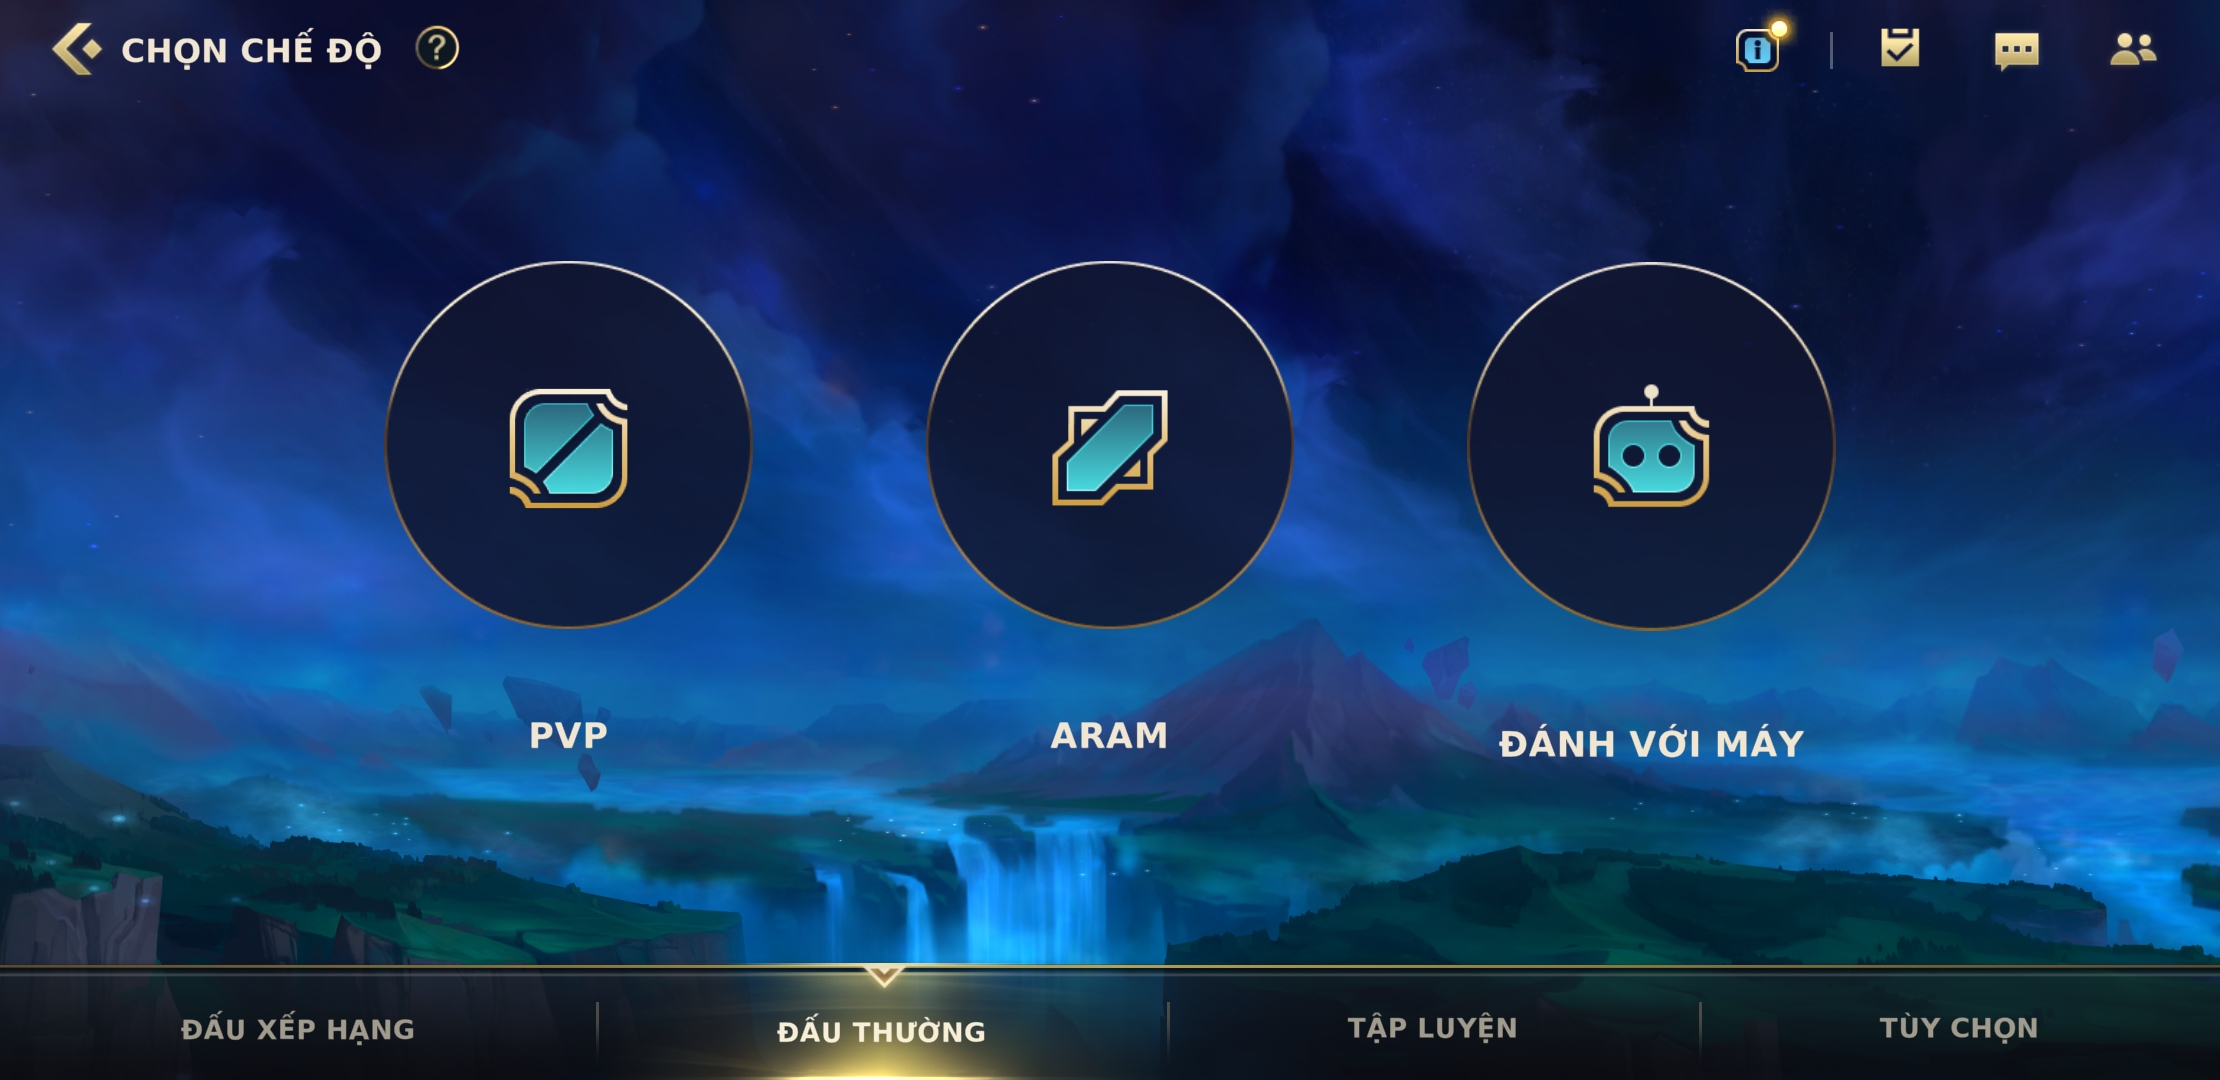 CHỌN CHẾ ĐỘ
PVP
ARAM
ĐÁNH VỚI MÁY
ĐẤU XẾP HẠNG
ĐẤU THƯỜNG
TẬP LUYỆN
TÙY CHỌN